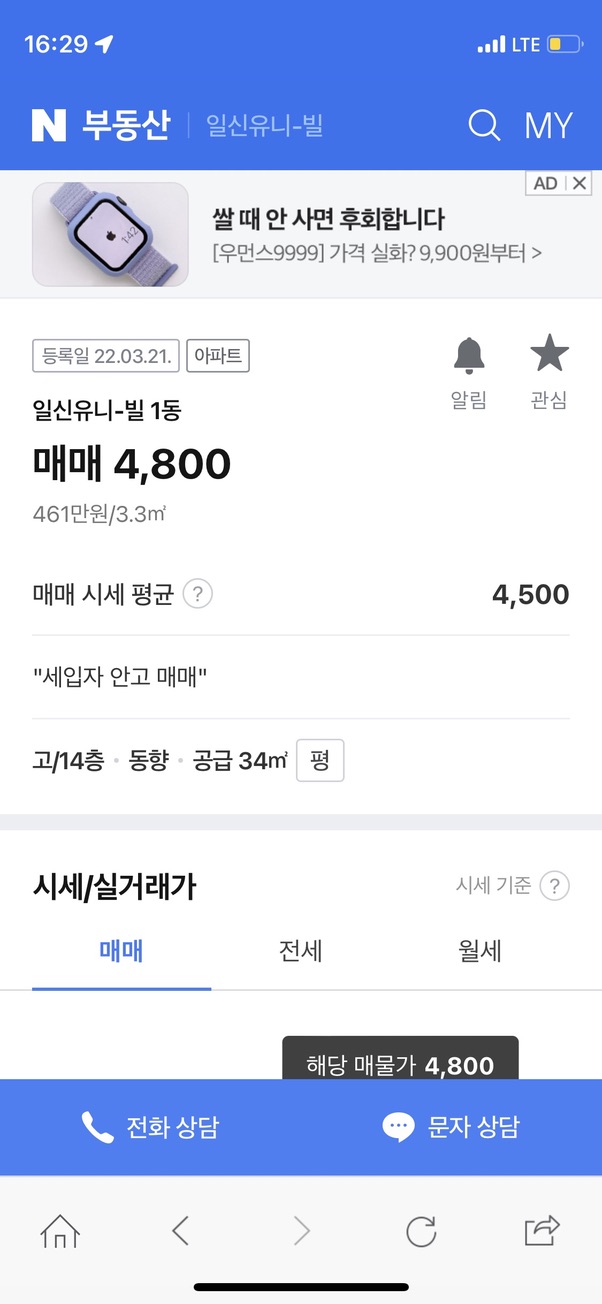 16:29
LTE
N 부동산 일신유니-빌 MY
AD
쌀 때 안 사면 후회합니다
[우먼스9999] 가격 실화? 9,900원부터 >
1:42
등록일 22.03.21. 아파트
알림 관심
일신유니-빌 1동
매매 4,800
461만원/3.3㎡
매매 시세 평균 ? 4,500
"세입자 안고 매매"
고/14층 · 동향 · 공급 34㎡ 평
시세/실거래가 시세 기준 ?
매매 전세 월세
해당 매물가 4,800
전화 상담 문자 상담